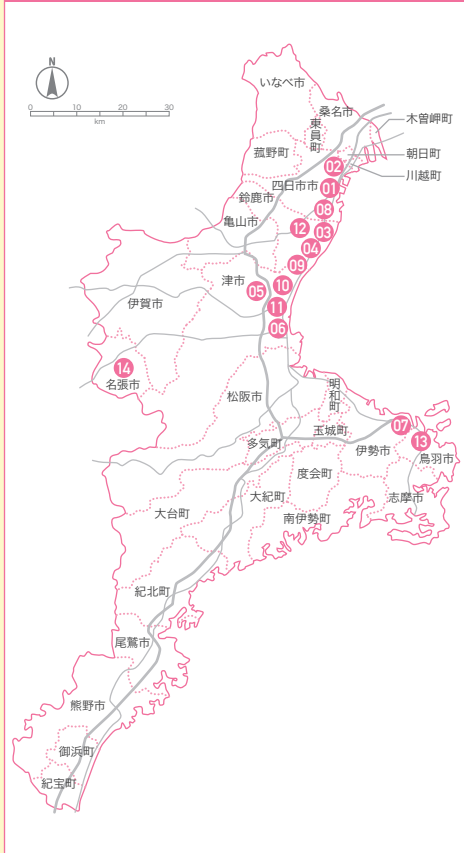 N
0 10 20 30
km
いなべ市
桑名市
木曽岬町
東員町
朝日町
菰野町
02
川越町
四日市市
01
鈴鹿市
08
亀山市
12
03
04
09
津市
10
05
伊賀市
11
06
14
名張市
松阪市
明和町
玉城町
07
多気町
13
伊勢市
鳥羽市
度会町
大紀町
志摩市
大台町
南伊勢町
紀北町
尾鷲市
熊野市
御浜町
紀宝町